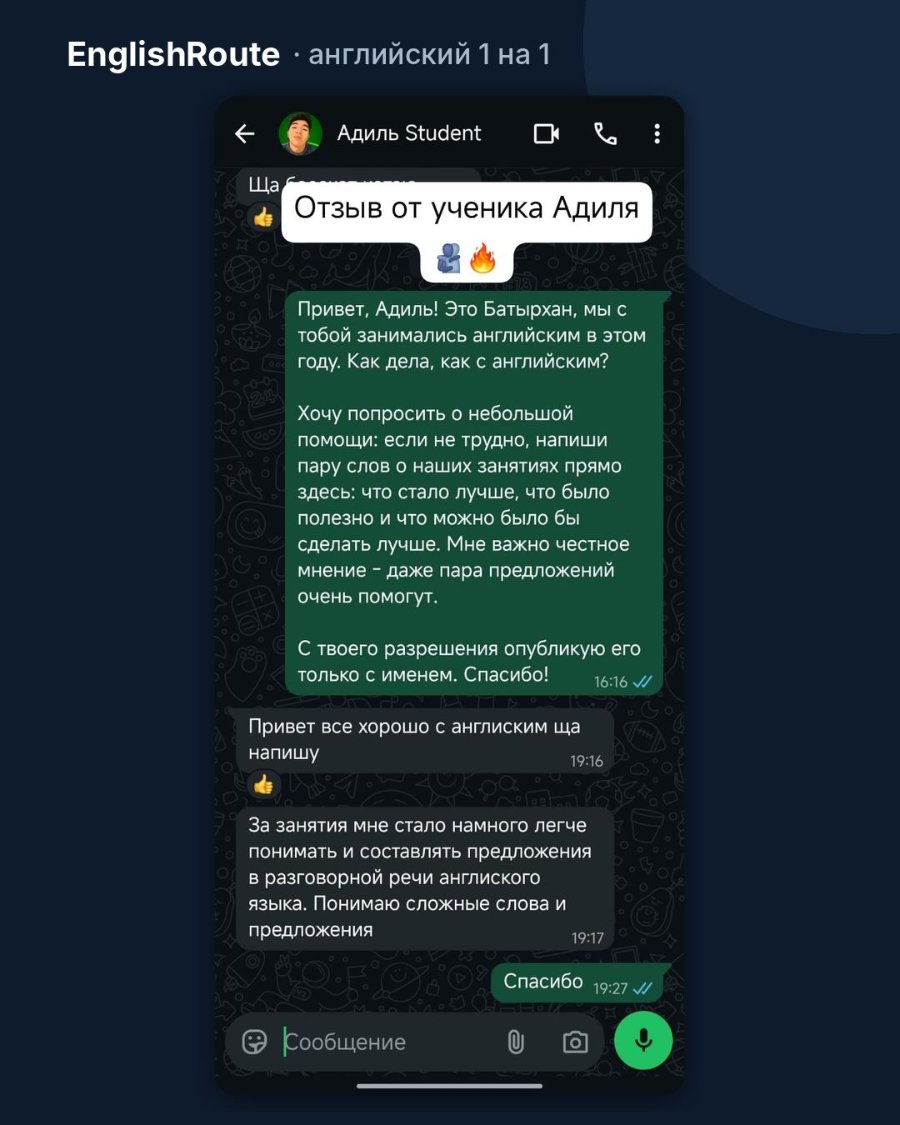 EnglishRoute · английский 1 на 1
Адиль Student
Ща
Отзыв от ученика Адиля
🫂🔥
👍
Привет, Адиль! Это Батырхан, мы с
тобой занимались английским в этом
году. Как дела, как с английским?
Хочу попросить о небольшой
помощи: если не трудно, напиши
пару слов о наших занятиях прямо
здесь: что стало лучше, что было
полезно и что можно было бы
сделать лучше. Мне важно честное
мнение - даже пара предложений
очень помогут.
С твоего разрешения опубликую его
только с именем. Спасибо!
16:16
Привет все хорошо с англиским ща
напишу
19:16
👍
За занятия мне стало намного легче
понимать и составлять предложения
в разговорной речи англиского
языка. Понимаю сложные слова и
предложения
19:17
Спасибо 19:27
Сообщение